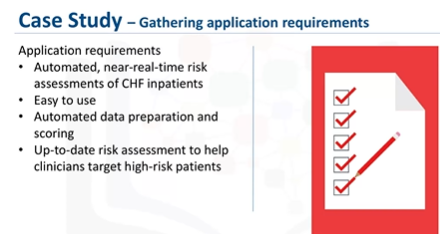 Case Study – Gathering application requirements
Application requirements
• Automated, near-real-time risk
assessments of CHF inpatients
• Easy to use
• Automated data preparation and
scoring
• Up-to-date risk assessment to help
clinicians target high-risk patients